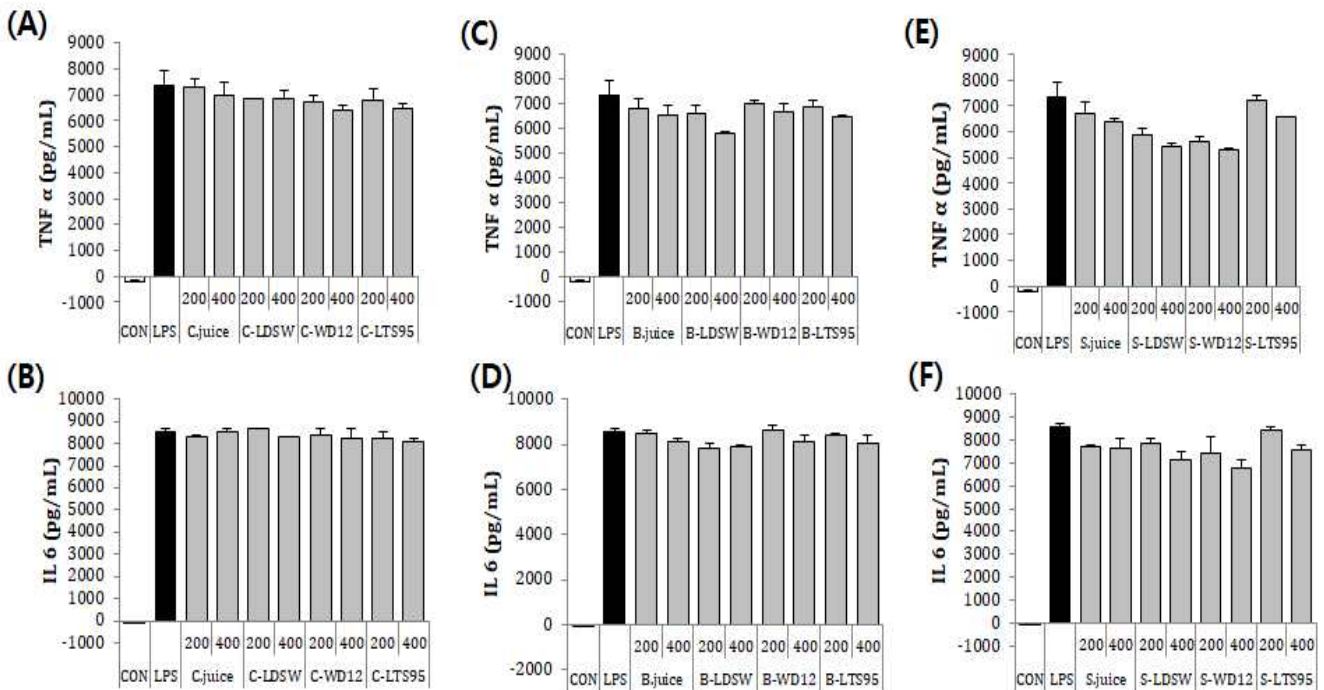 (A)
9000
8000
7000
6000
5000
4000
3000
2000
1000
0
-1000
TNF α (pg/mL)
200 400 200 400 200 400 200 400
CON LPS C.juice C-LDSW C-WD12 C-LTS95
(C)
9000
8000
7000
6000
5000
4000
3000
2000
1000
0
-1000
TNF α (pg/mL)
200 400 200 400 200 400 200 400
CON LPS B.juice B-LDSW B-WD12 B-LTS95
(E)
9000
8000
7000
6000
5000
4000
3000
2000
1000
0
-1000
TNF α (pg/mL)
200 400 200 400 200 400 200 400
CON LPS S.juice S-LDSW S-WD12 S-LTS95
(B)
10000
9000
8000
7000
6000
5000
4000
3000
2000
1000
0
-1000
IL 6 (pg/mL)
200 400 200 400 200 400 200 400
CON LPS C.juice C-LDSW C-WD12 C-LTS95
(D)
10000
8000
6000
4000
2000
0
-2000
IL 6 (pg/mL)
200 400 200 400 200 400 200 400
CON LPS B.juice B-LDSW B-WD12 B-LTS95
(F)
10000
9000
8000
7000
6000
5000
4000
3000
2000
1000
0
-1000
IL 6 (pg/mL)
200 400 200 400 200 400 200 400
CON LPS S.juice S-LDSW S-WD12 S-LTS95